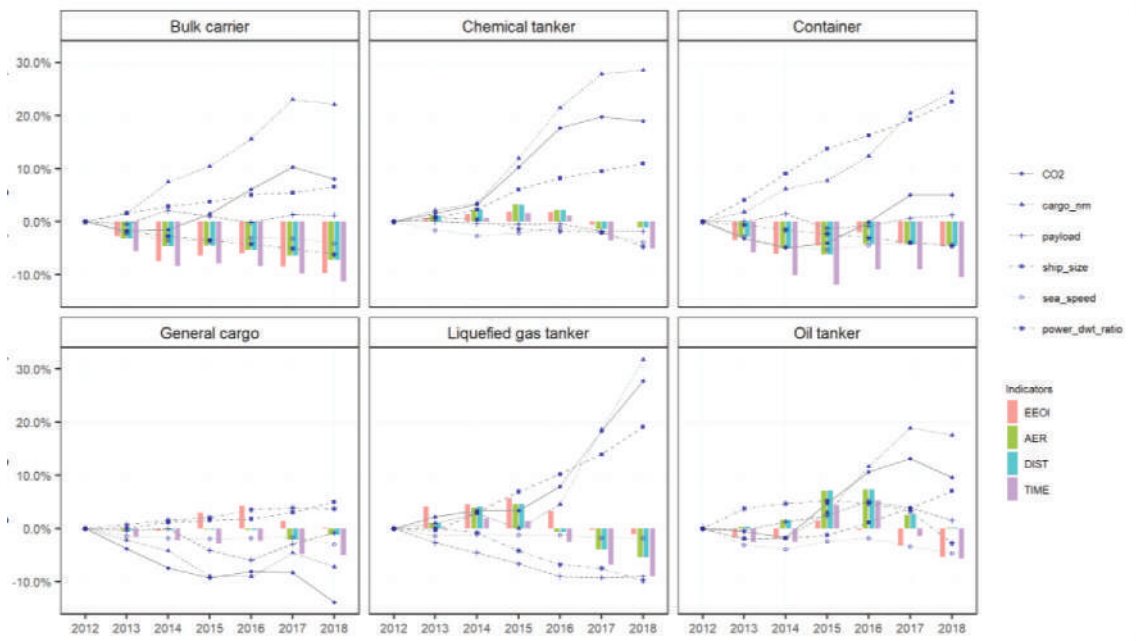 Bulk carrier
Chemical tanker
Container
30.0%
20.0%
10.0%
0.0%
-10.0%
General cargo
Liquefied gas tanker
Oil tanker
30.0%
20.0%
10.0%
0.0%
-10.0%
2012 2013 2014 2015 2016 2017 2018
2012 2013 2014 2015 2016 2017 2018
2012 2013 2014 2015 2016 2017 2018
CO2
cargo_nm
payload
ship_size
sea_speed
power_dwt_ratio
Indicators
EEOI
AER
DIST
TIME